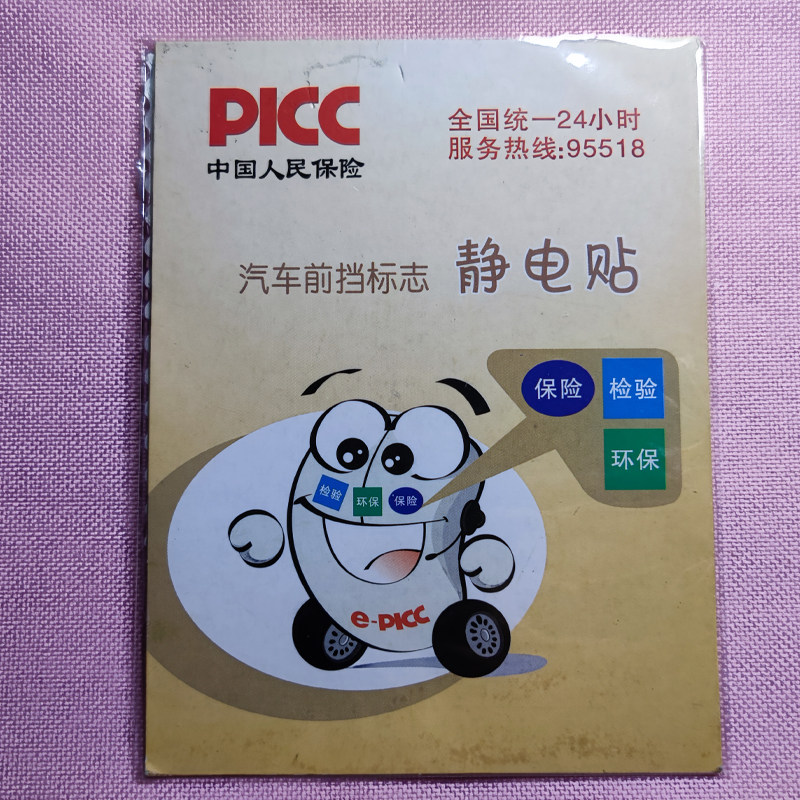 PICC
中国人民保险
全国统一24小时
服务热线:95518
汽车前挡标志 静电贴
保险 检验
环保
检验 环保 保险
e-PICC